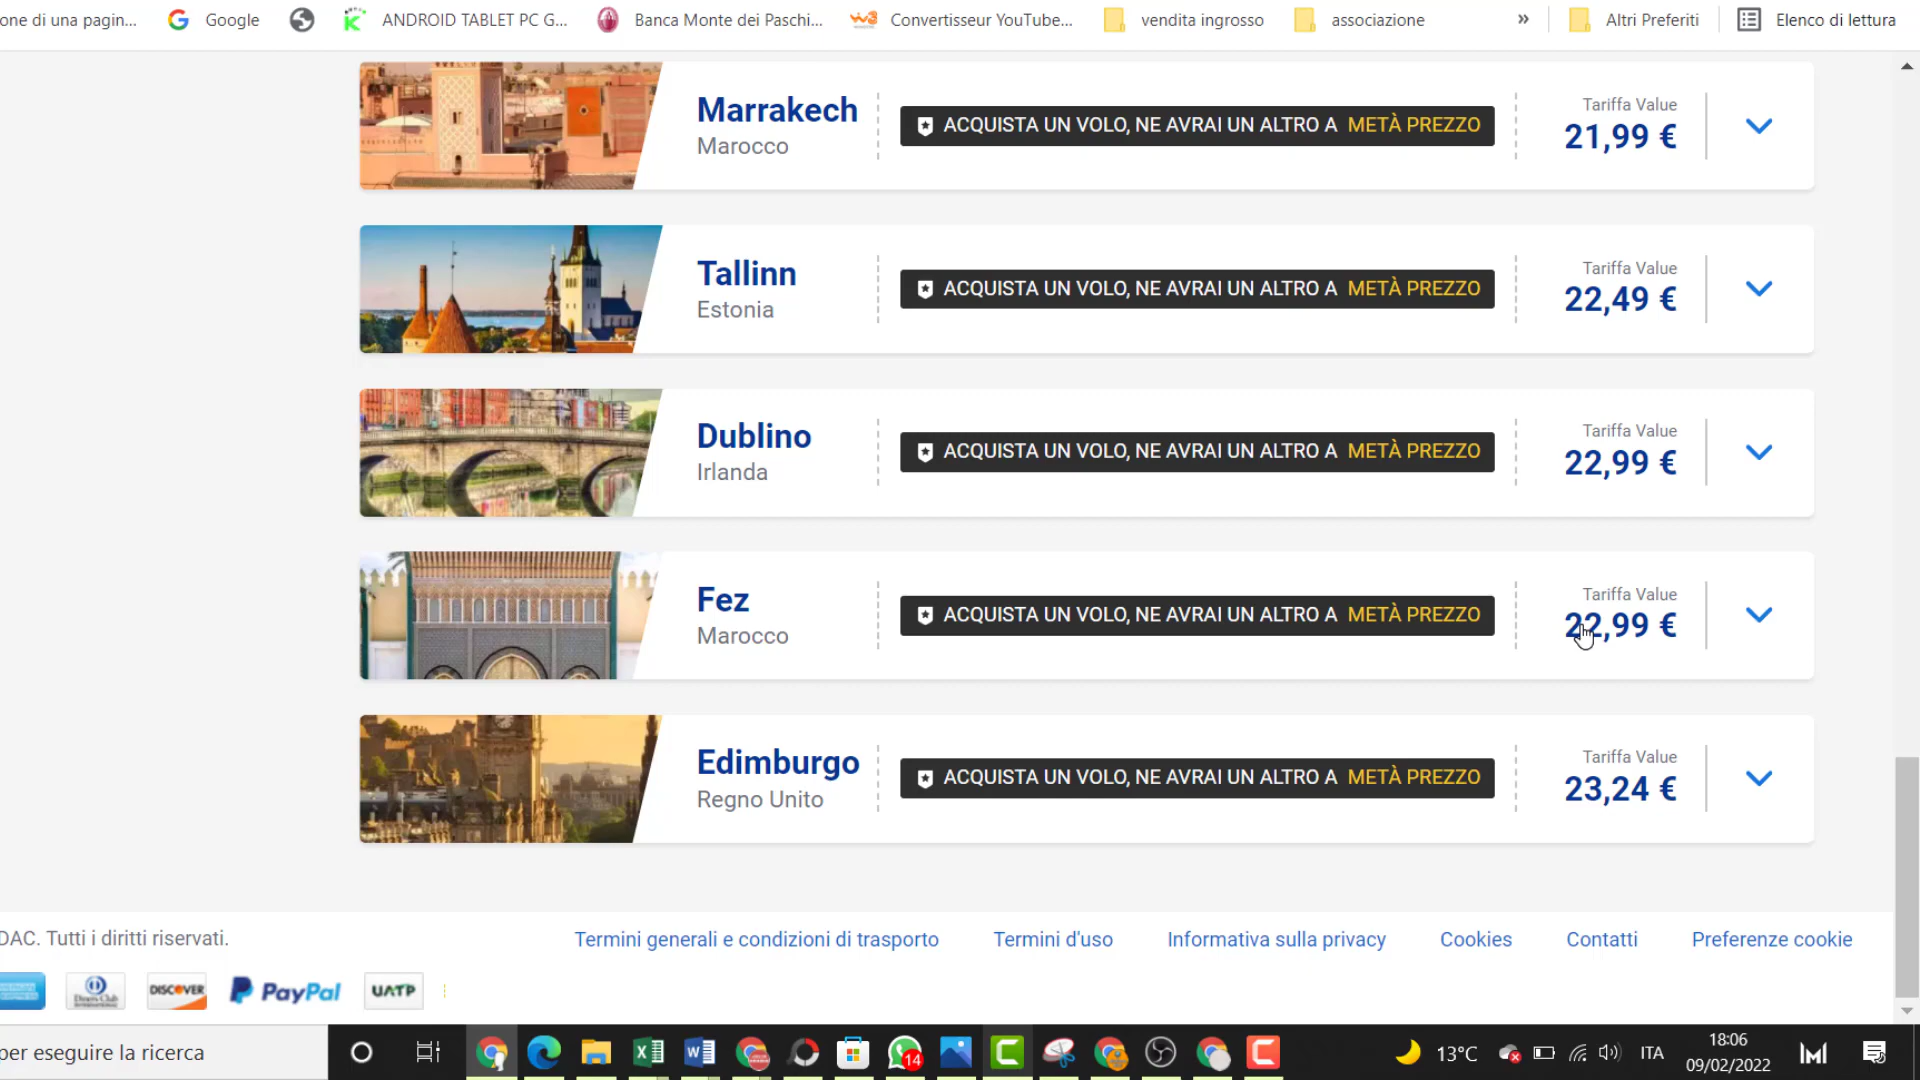 one di una pagin...
Google
ANDROID TABLET PC G...
Banca Monte dei Paschi...
Convertisseur YouTube...
vendita ingrosso
associazione
»
Altri Preferiti
Elenco di lettura
Marrakech
Marocco
ACQUISTA UN VOLO, NE AVRAI UN ALTRO A METÀ PREZZO
Tariffa Value
21,99 €
Tallinn
Estonia
ACQUISTA UN VOLO, NE AVRAI UN ALTRO A METÀ PREZZO
Tariffa Value
22,49 €
Dublino
Irlanda
ACQUISTA UN VOLO, NE AVRAI UN ALTRO A METÀ PREZZO
Tariffa Value
22,99 €
Fez
Marocco
ACQUISTA UN VOLO, NE AVRAI UN ALTRO A METÀ PREZZO
Tariffa Value
22,99 €
Edimburgo
Regno Unito
ACQUISTA UN VOLO, NE AVRAI UN ALTRO A METÀ PREZZO
Tariffa Value
23,24 €
DAC. Tutti i diritti riservati.
Termini generali e condizioni di trasporto
Termini d'uso
Informativa sulla privacy
Cookies
Contatti
Preferenze cookie
Diners Club
DISCOVER
PayPal
UATP
per eseguire la ricerca
14
13°C
ITA
18:06
09/02/2022